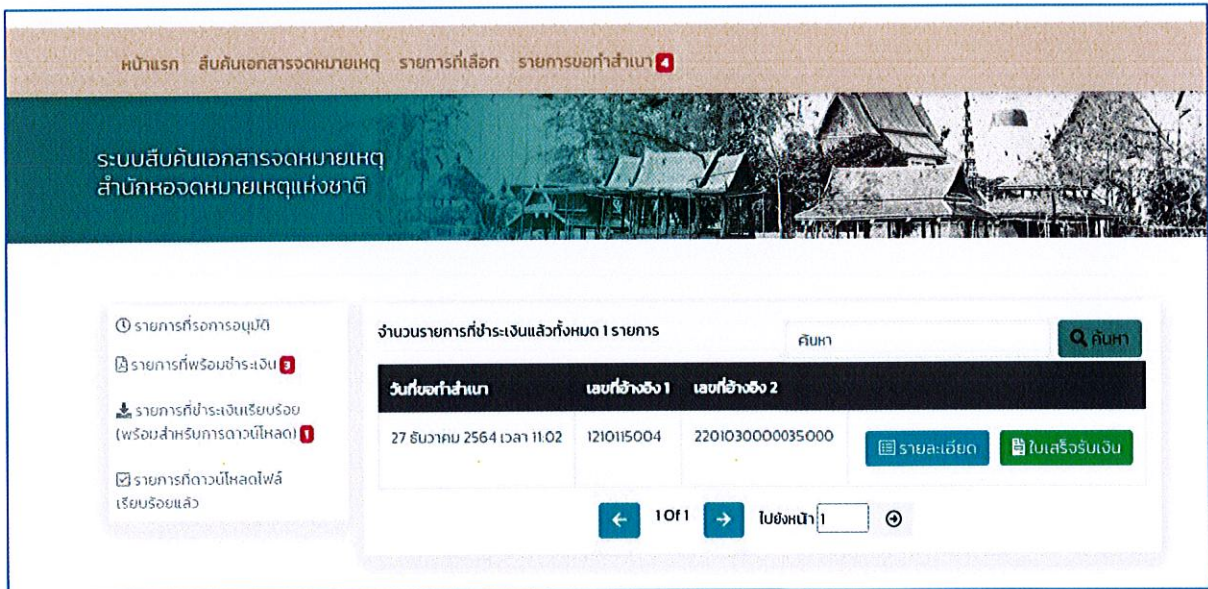 หน้าแรก สืบค้นเอกสารจดหมายเหตุ รายการที่เลือก รายการขอทำสำเนา 4
ระบบสืบค้นเอกสารจดหมายเหตุ
สำนักหอจดหมายเหตุแห่งชาติ
รายการที่รอการอนุมัติ
รายการที่พร้อมชำระเงิน 3
รายการที่ชำระเงินเรียบร้อย
(พร้อมสำหรับการดาวน์โหลด) 1
รายการที่ดาวน์โหลดไฟล์
เรียบร้อยแล้ว
จำนวนรายการที่ชำระเงินแล้วทั้งหมด 1 รายการ
ค้นหา ค้นหา
วันที่ขอทำสำเนา เลขที่อ้างอิง 1 เลขที่อ้างอิง 2
27 ธันวาคม 2564 เวลา 11:02 1210115004 2201030000035000 รายละเอียด ใบเสร็จรับเงิน
1 Of 1 ไปยังหน้า 1